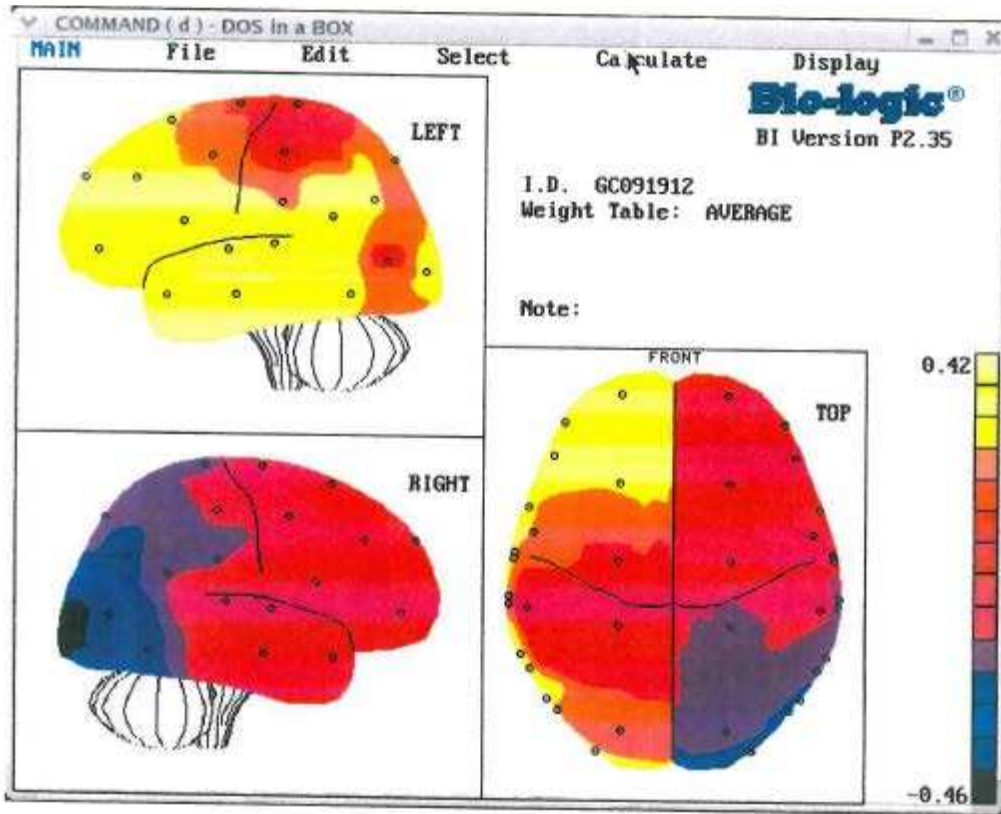 COMMAND ( d ) - DOS in a BOX
MAIN File Edit Select Calculate Display
Bio-logic®
BI Version P2.35
LEFT
I.D. GC091912
Weight Table: AVERAGE
Note:
RIGHT
FRONT
TOP
0.42
-0.46